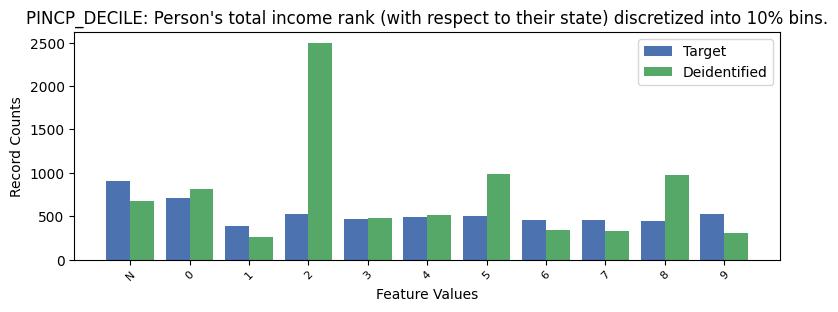 PINCP_DECILE: Person's total income rank (with respect to their state) discretized into 10% bins.
Target
Deidentified
Record Counts
2500
2000
1500
1000
500
0
N 0 1 2 3 4 5 6 7 8 9
Feature Values